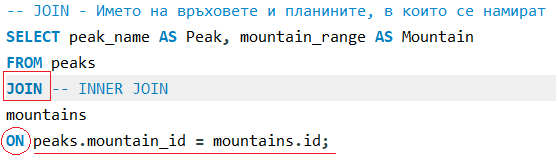 -- JOIN - Името на връховете и планините, в които се намират
SELECT peak_name AS Peak, mountain_range AS Mountain
FROM peaks
JOIN -- INNER JOIN
mountains
ON peaks.mountain_id = mountains.id;